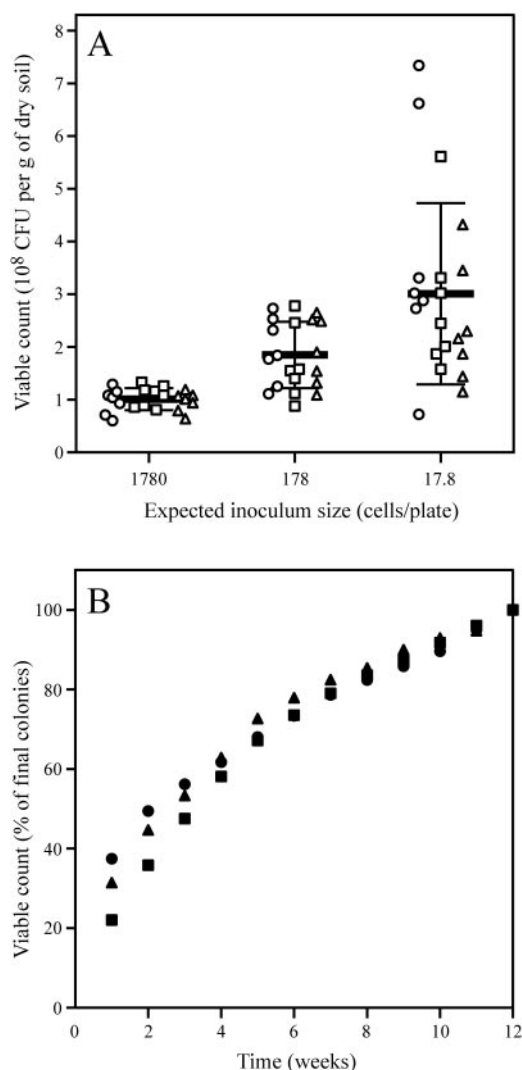 A
8
7
6
5
4
3
2
1
0
Viable count (10⁸ CFU per g of dry soil)
1780 178 17.8
Expected inoculum size (cells/plate)
B
100
80
60
40
20
0
Viable count (% of final colonies)
0 2 4 6 8 10 12
Time (weeks)